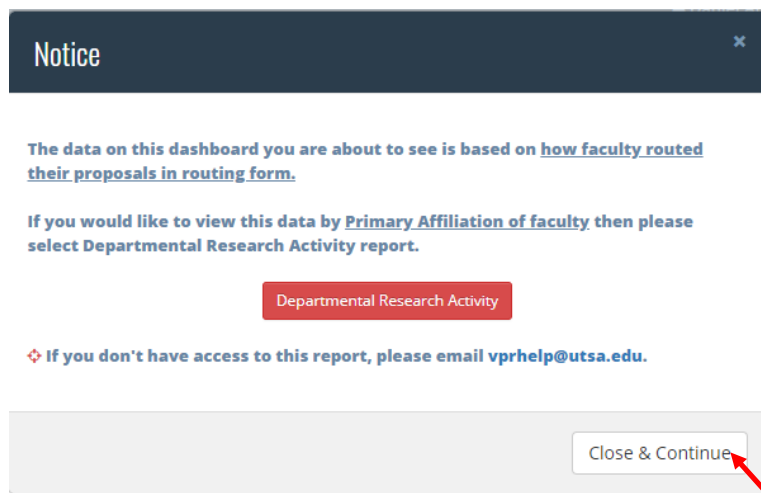 Notice
×
The data on this dashboard you are about to see is based on how faculty routed
their proposals in routing form.
If you would like to view this data by Primary Affiliation of faculty then please
select Departmental Research Activity report.
Departmental Research Activity
If you don't have access to this report, please email vprhelp@utsa.edu.
Close & Continue